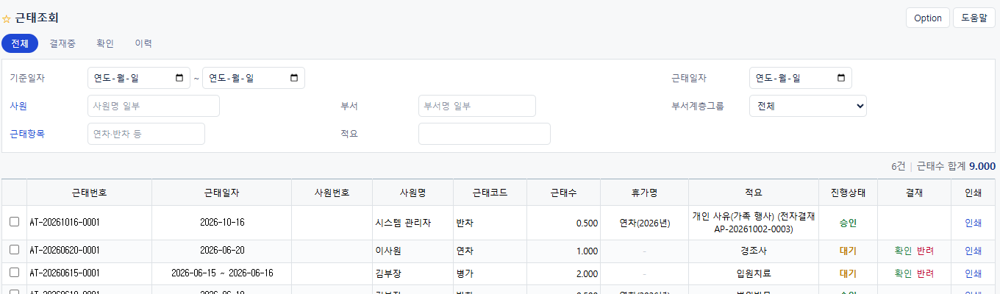 ☆ 근태조회 Option 도움말
전체 결재중 확인 이력
기준일자 연도-월-일 ~ 연도-월-일 근태일자 연도-월-일
사원 사원명 일부 부서 부서명 일부 부서계층그룹 전체
근태항목 연차·반차 등 적요
6건 | 근태수 합계 9.000
근태번호 근태일자 사원번호 사원명 근태코드 근태수 휴가명 적요 진행상태 결재 인쇄
AT-20261016-0001 2026-10-16 시스템 관리자 반차 0.500 연차(2026년) 개인 사유(가족 행사) (전자결재 AP-20261002-0003) 승인 인쇄
AT-20260620-0001 2026-06-20 이사원 연차 1.000 - 경조사 대기 확인 반려 인쇄
AT-20260615-0001 2026-06-15 ~ 2026-06-16 김부장 병가 2.000 - 입원치료 대기 확인 반려 인쇄